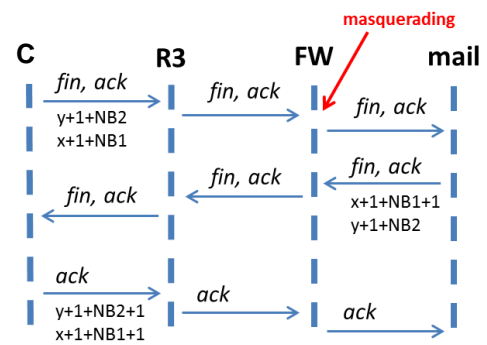 masquerading
C R3 FW mail
fin, ack
fin, ack
fin, ack
y+1+NB2
x+1+NB1
fin, ack
fin, ack
fin, ack
x+1+NB1+1
y+1+NB2
ack
ack
ack
y+1+NB2+1
x+1+NB1+1